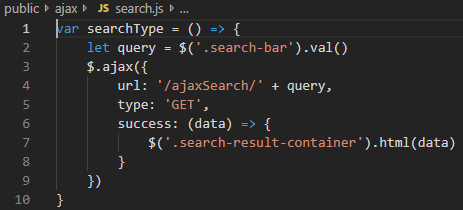 public > ajax > JS search.js > ...
1 var searchType = () => {
2     let query = $('.search-bar').val()
3     $.ajax({
4         url: '/ajaxSearch/' + query,
5         type: 'GET',
6         success: (data) => {
7             $('.search-result-container').html(data)
8         }
9     })
10 }